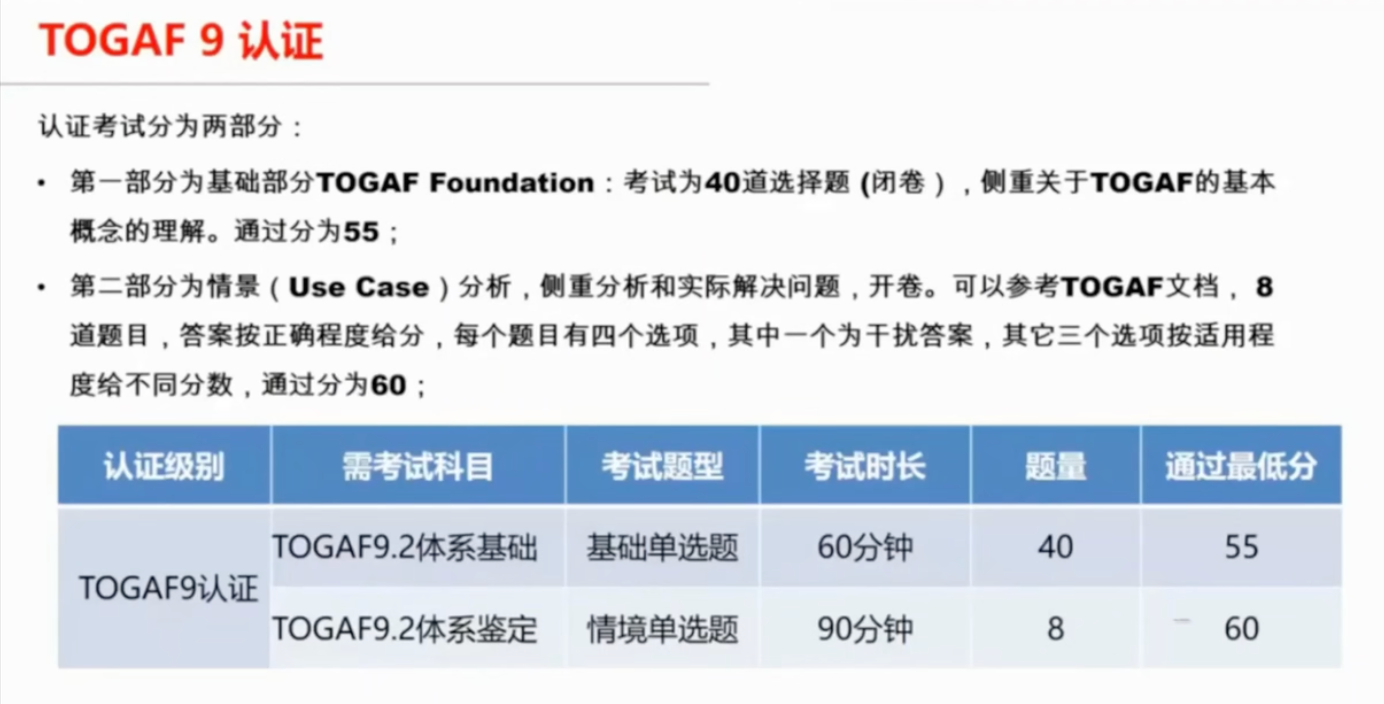 TOGAF 9 认证
认证考试分为两部分：
• 第一部分为基础部分TOGAF Foundation：考试为40道选择题 (闭卷），侧重关于TOGAF的基本
概念的理解。通过分为55；
• 第二部分为情景（Use Case）分析，侧重分析和实际解决问题，开卷。可以参考TOGAF文档， 8
道题目，答案按正确程度给分，每个题目有四个选项，其中一个为干扰答案，其它三个选项按适用程
度给不同分数，通过分为60；
认证级别 需考试科目 考试题型 考试时长 题量 通过最低分
TOGAF9.2体系基础 基础单选题 60分钟 40 55
TOGAF9认证
TOGAF9.2体系鉴定 情境单选题 90分钟 8 60